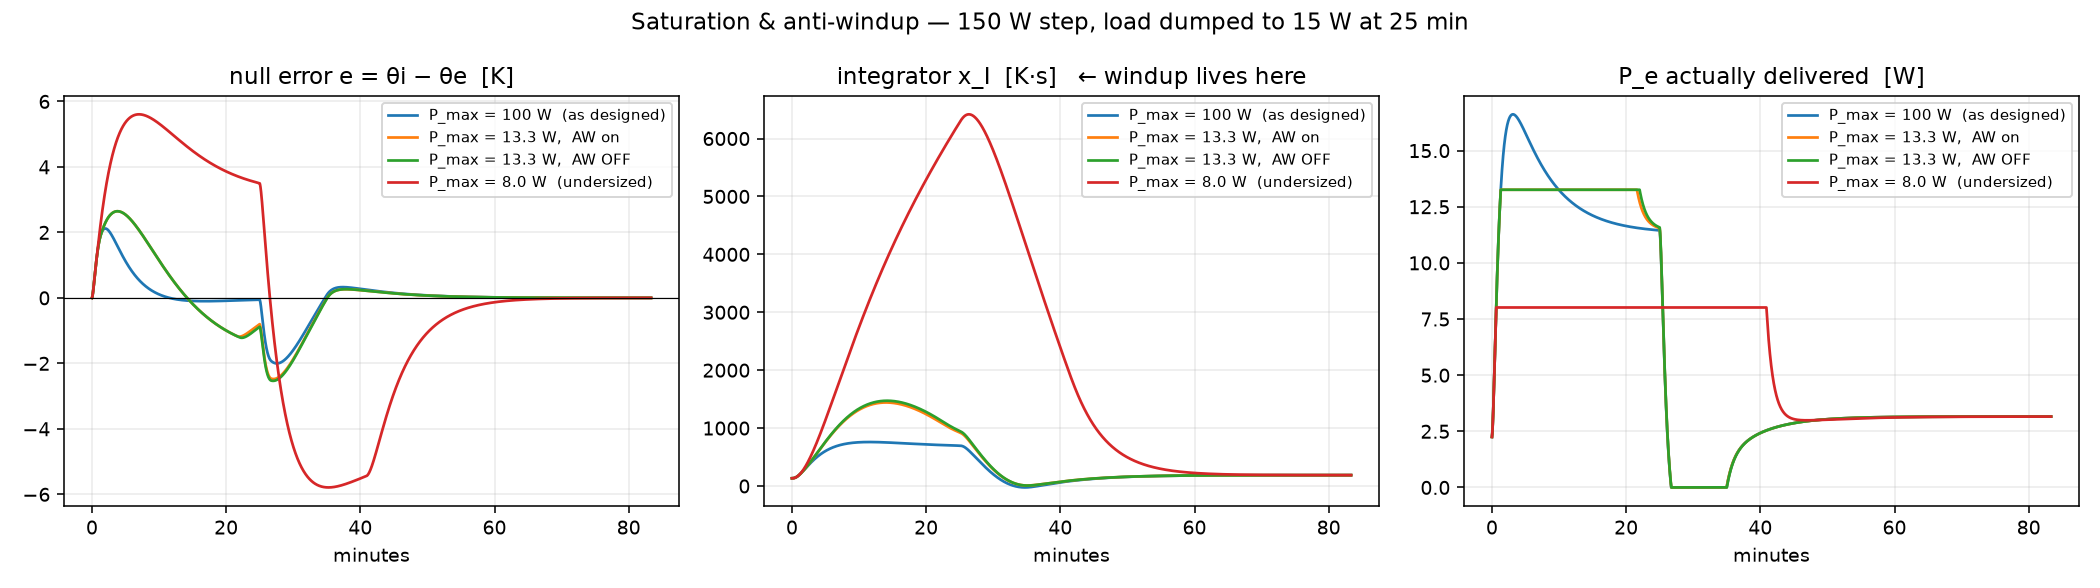 Saturation & anti-windup — 150 W step, load dumped to 15 W at 25 min
null error e = θi − θe  [K]
6
4
2
0
−2
−4
−6
P_max = 100 W  (as designed)
P_max = 13.3 W,  AW on
P_max = 13.3 W,  AW OFF
P_max = 8.0 W  (undersized)
0 20 40 60 80
minutes
integrator x_I  [K·s]   ← windup lives here
6000
5000
4000
3000
2000
1000
0
P_max = 100 W  (as designed)
P_max = 13.3 W,  AW on
P_max = 13.3 W,  AW OFF
P_max = 8.0 W  (undersized)
0 20 40 60 80
minutes
P_e actually delivered  [W]
15.0
12.5
10.0
7.5
5.0
2.5
0.0
P_max = 100 W  (as designed)
P_max = 13.3 W,  AW on
P_max = 13.3 W,  AW OFF
P_max = 8.0 W  (undersized)
0 20 40 60 80
minutes